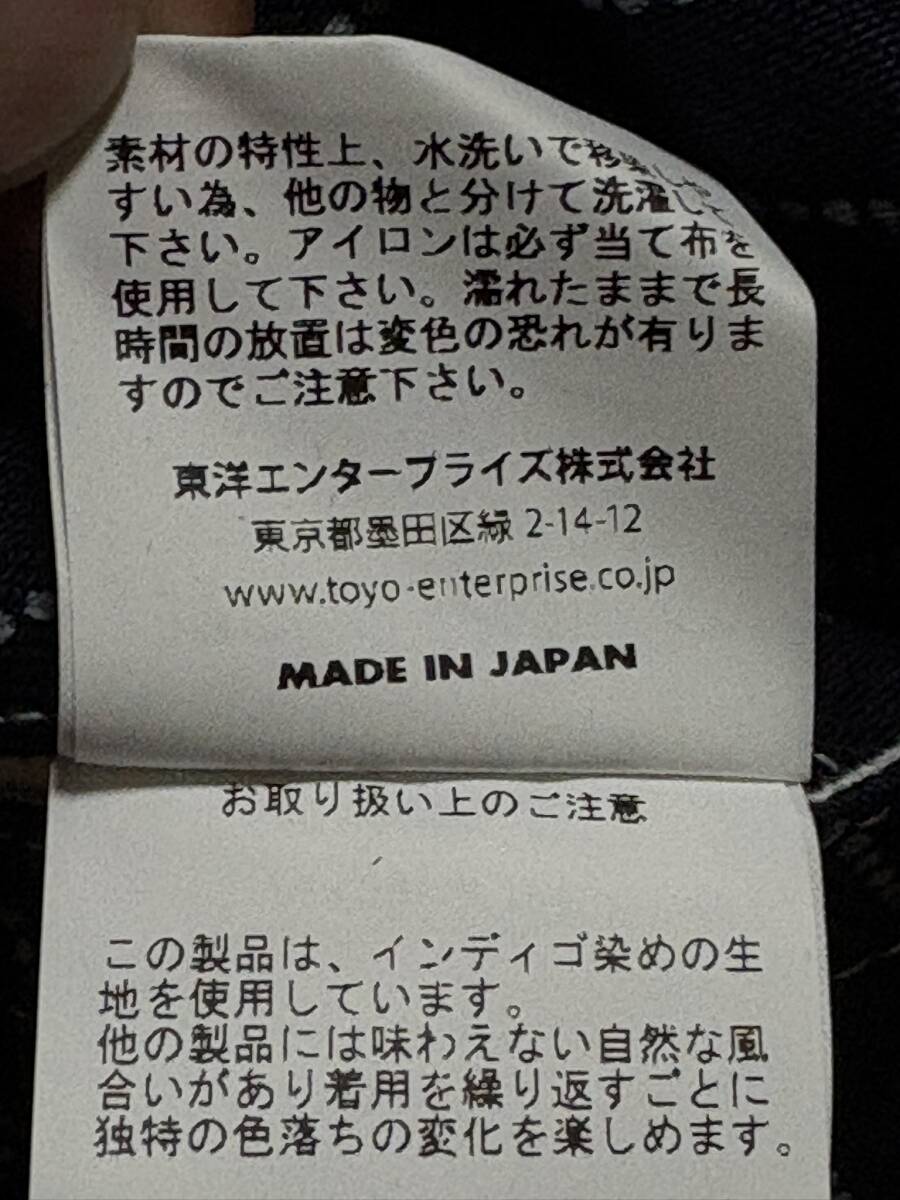 素材の特性上、水洗いで移染しや
すい為、他の物と分けて洗濯して
下さい。アイロンは必ず当て布を
使用して下さい。濡れたままで長
時間の放置は変色の恐れが有りま
すのでご注意下さい。
東洋エンタープライズ株式会社
東京都墨田区緑 2-14-12
www.toyo-enterprise.co.jp
MADE IN JAPAN
お取り扱い上のご注意
この製品は、インディゴ染めの生
地を使用しています。
他の製品には味わえない自然な風
合いがあり着用を繰り返すごとに
独特の色落ちの変化を楽しめます。